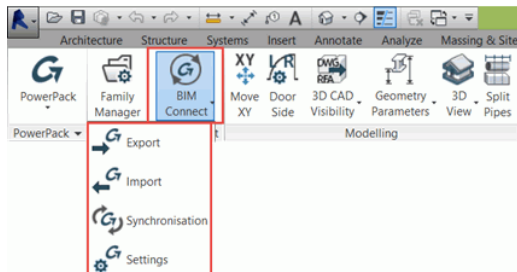 Architecture Structure Systems Insert Annotate Analyze Massing & Site
PowerPack
Family
Manager
BIM
Connect
Move
XY
Door
Side
3D CAD
Visibility
Geometry
Parameters
3D
View
Split
Pipes
XY
L R
DWG
RFA
PowerPack
Modelling
Export
Import
Synchronisation
Settings